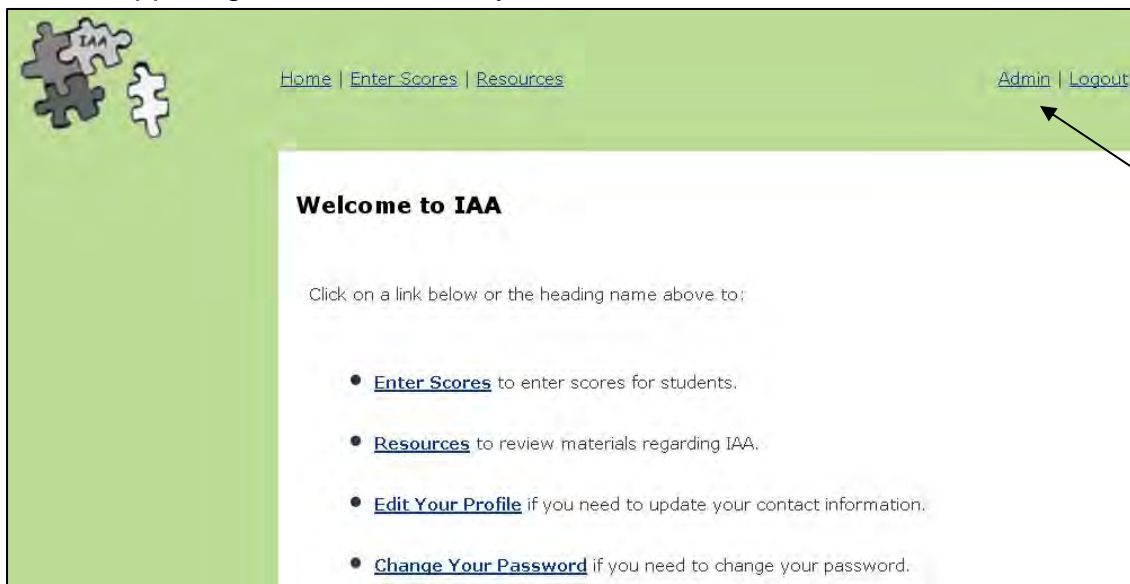 IAA
Home | Enter Scores | Resources
Admin | Logout
Welcome to IAA
Click on a link below or the heading name above to:
• Enter Scores to enter scores for students.
• Resources to review materials regarding IAA.
• Edit Your Profile if you need to update your contact information.
• Change Your Password if you need to change your password.